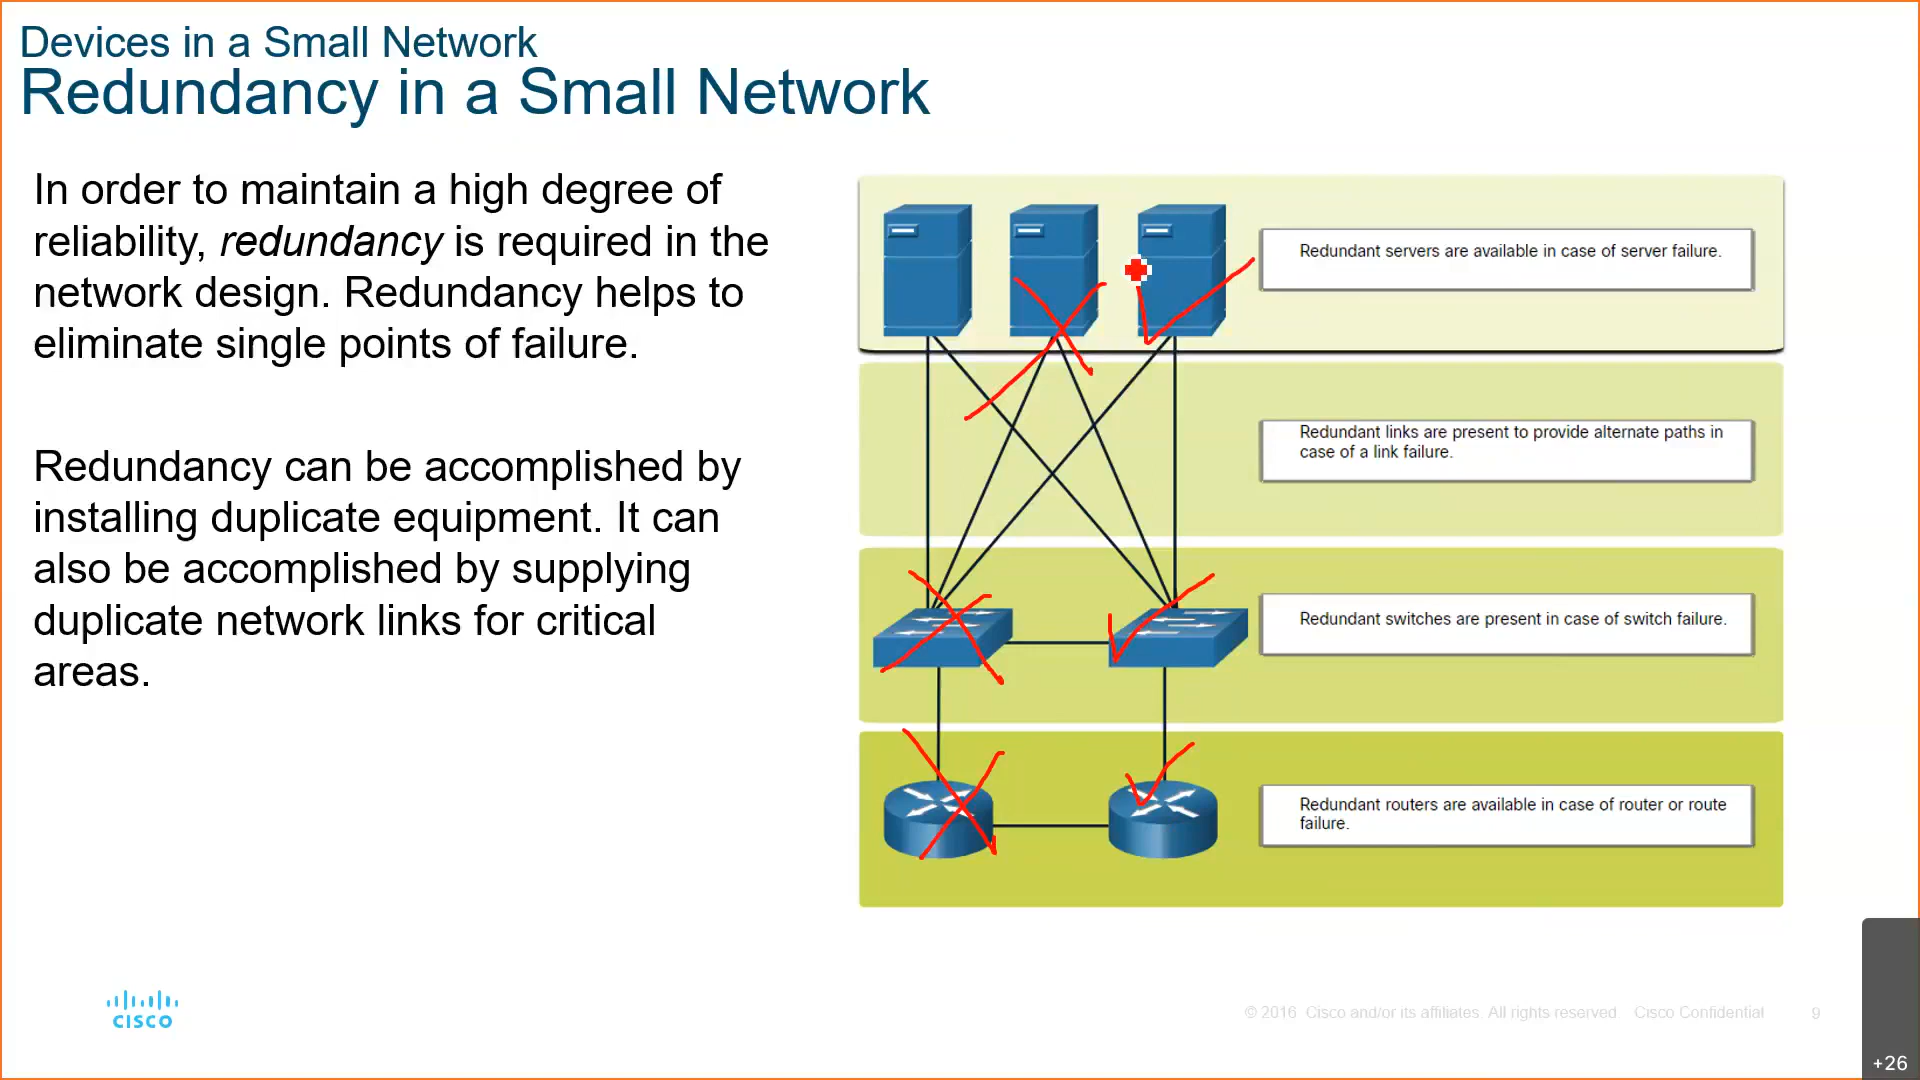 Devices in a Small Network
Redundancy in a Small Network
In order to maintain a high degree of
reliability, redundancy is required in the
network design. Redundancy helps to
eliminate single points of failure.
Redundancy can be accomplished by
installing duplicate equipment. It can
also be accomplished by supplying
duplicate network links for critical
areas.
Redundant servers are available in case of server failure.
Redundant links are present to provide alternate paths in
case of a link failure.
Redundant switches are present in case of switch failure.
Redundant routers are available in case of router or route
failure.
CISCO
© 2016 Cisco and/or its affiliates. All rights reserved. Cisco Confidential
9
+26